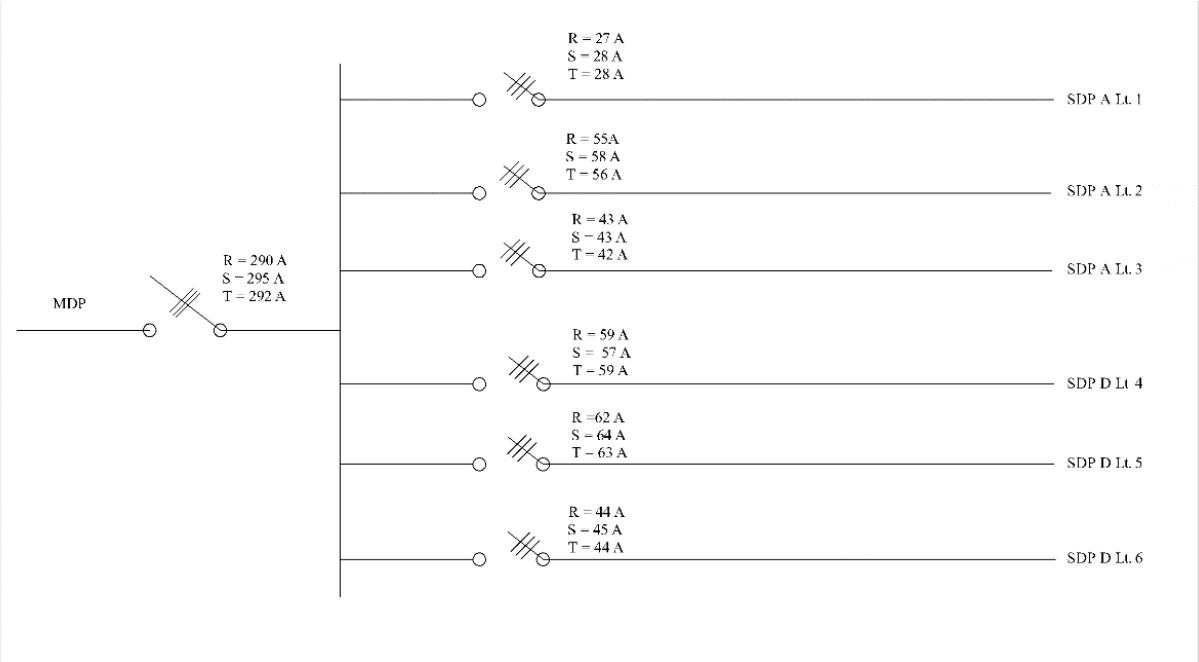 R = 27 A
S = 28 A
T = 28 A
SDP A Lt. 1
R = 55A
S = 58 A
T = 56 A
SDP A Lt. 2
R = 43 A
S = 43 A
T = 42 A
SDP A Lt. 3
R = 290 A
S = 295 A
T = 292 A
MDP
R = 59 A
S = 57 A
T = 59 A
SDP D Lt 4
R =62 A
S = 64 A
T = 63 A
SDP D Lt. 5
R = 44 A
S = 45 A
T = 44 A
SDP D Lt. 6